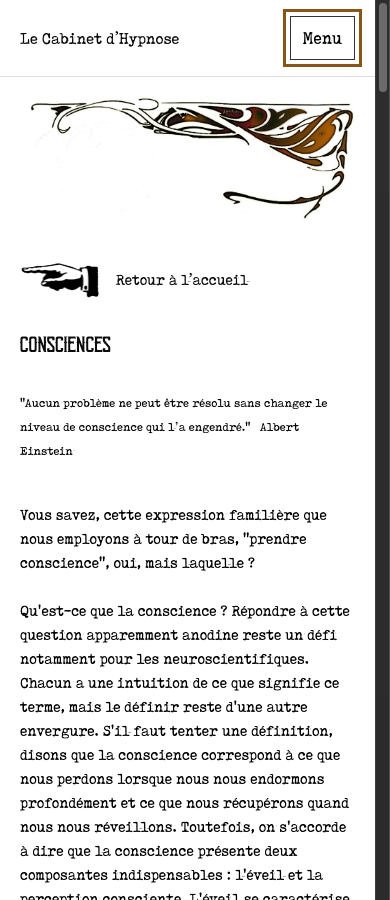 Le Cabinet d’Hypnose
Menu
Retour à l’accueil
CONSCIENCES
"Aucun problème ne peut être résolu sans changer le
niveau de conscience qui l’a engendré."   Albert
Einstein
Vous savez, cette expression familière que
nous employons à tour de bras, "prendre
conscience", oui, mais laquelle ?
Qu'est-ce que la conscience ? Répondre à cette
question apparemment anodine reste un défi
notamment pour les neuroscientifiques.
Chacun a une intuition de ce que signifie ce
terme, mais le définir reste d'une autre
envergure. S'il faut tenter une définition,
disons que la conscience correspond à ce que
nous perdons lorsque nous nous endormons
profondément et ce que nous récupérons quand
nous nous réveillons. Toutefois, on s'accorde
à dire que la conscience présente deux
composantes indispensables : l'éveil et la
perception consciente. L'éveil se caractérise